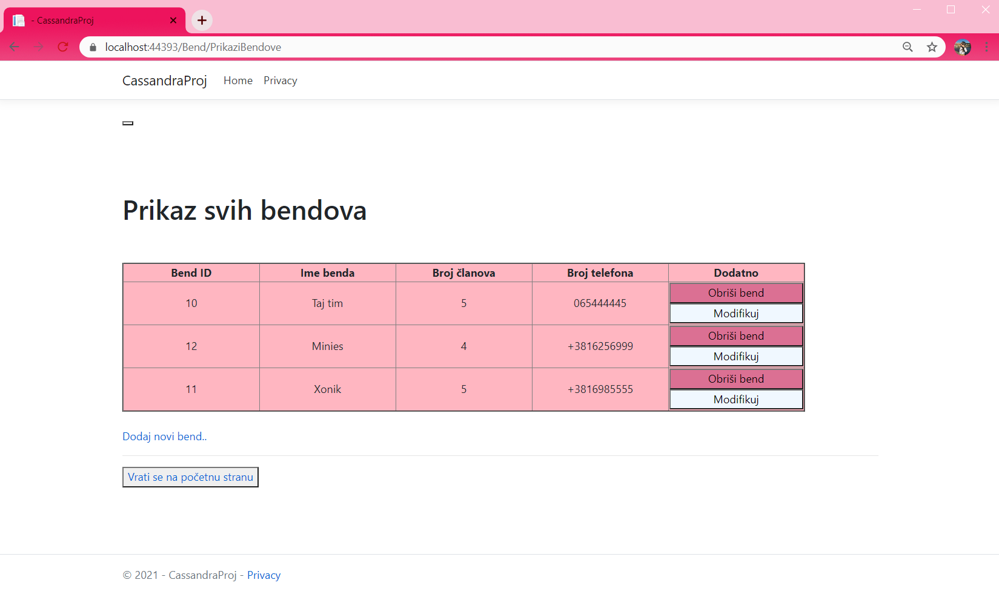 - CassandraProj
localhost:44393/Bend/PrikaziBendove
CassandraProj Home Privacy
Prikaz svih bendova
Bend ID Ime benda Broj članova Broj telefona Dodatno
10 Taj tim 5 065444445 Obriši bend
Modifikuj
12 Minies 4 +3816256999 Obriši bend
Modifikuj
11 Xonik 5 +3816985555 Obriši bend
Modifikuj
Dodaj novi bend..
Vrati se na početnu stranu
© 2021 - CassandraProj - Privacy